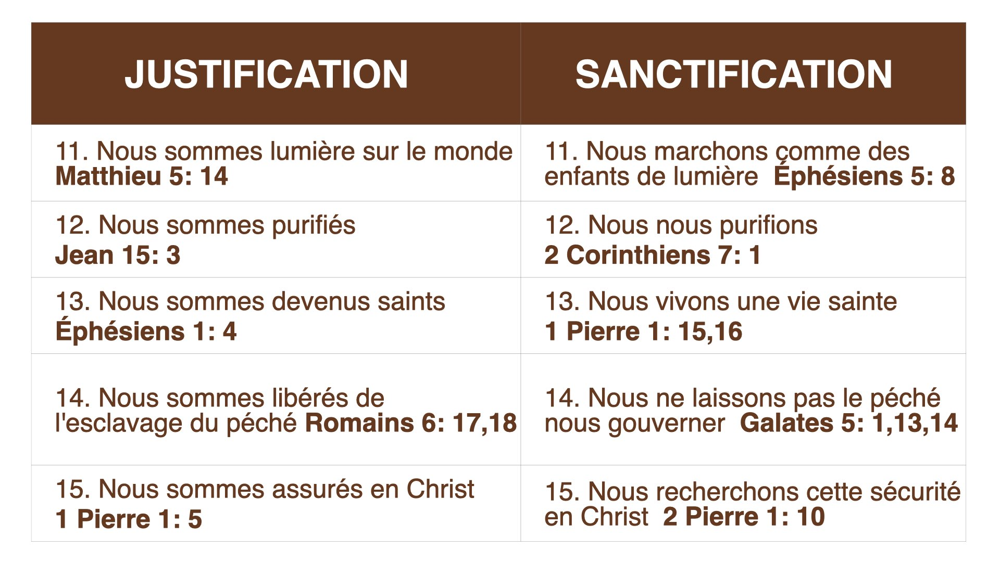 JUSTIFICATION
SANCTIFICATION
11. Nous sommes lumière sur le monde
Matthieu 5: 14
11. Nous marchons comme des
enfants de lumière  Éphésiens 5: 8
12. Nous sommes purifiés
Jean 15: 3
12. Nous nous purifions
2 Corinthiens 7: 1
13. Nous sommes devenus saints
Éphésiens 1: 4
13. Nous vivons une vie sainte
1 Pierre 1: 15,16
14. Nous sommes libérés de
l'esclavage du péché Romains 6: 17,18
14. Nous ne laissons pas le péché
nous gouverner  Galates 5: 1,13,14
15. Nous sommes assurés en Christ
1 Pierre 1: 5
15. Nous recherchons cette sécurité
en Christ  2 Pierre 1: 10